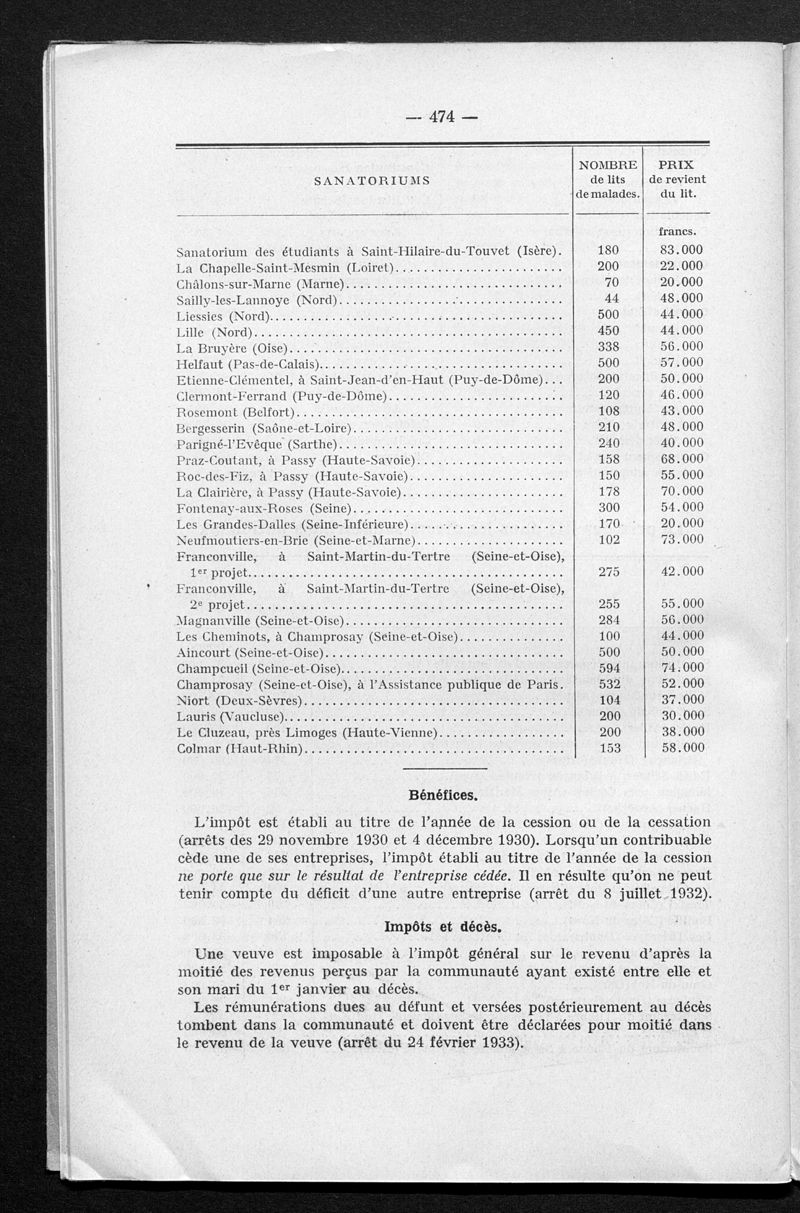 — 474 —
SANATORIUMS
NOMBRE
de lits
de malades.
PRIX
de revient
du lit.
francs.
Sanatorium des étudiants à Saint-Hilaire-du-Touvet (Isère). 180 83.000
La Chapelle-Saint-Mesmin (Loiret)........................ 200 22.000
Châlons-sur-Marne (Marne)............................... 70 20.000
Sailly-les-Lannoye (Nord)................................ 44 48.000
Liessies (Nord).......................................... 500 44.000
Lille (Nord)............................................. 450 44.000
La Bruyère (Oise)....................................... 338 56.000
Helfaut (Pas-de-Calais)................................... 500 57.000
Etienne-Clémentel, à Saint-Jean-d'en-Haut (Puy-de-Dôme)... 200 50.000
Clermont-Ferrand (Puy-de-Dôme)......................... 120 46.000
Rosemont (Belfort)...................................... 108 43.000
Bergesserin (Saône-et-Loire).............................. 210 48.000
Parigné-l'Evêque (Sarthe)................................ 240 40.000
Praz-Coutant, à Passy (Haute-Savoie)..................... 158 68.000
Roc-des-Fiz, à Passy (Haute-Savoie)...................... 150 55.000
La Clairière, à Passy (Haute-Savoie)....................... 178 70.000
Fontenay-aux-Roses (Seine).............................. 300 54.000
Les Grandes-Dalles (Seine-Inférieure)...................... 170 20.000
Neufmoutiers-en-Brie (Seine-et-Marne)..................... 102 73.000
Franconville, à Saint-Martin-du-Tertre (Seine-et-Oise),
1er projet............................................. 275 42.000
Franconville, à Saint-Martin-du-Tertre (Seine-et-Oise),
2e projet............................................. 255 55.000
Magnanville (Seine-et-Oise)............................... 284 56.000
Les Cheminots, à Champrosay (Seine-et-Oise)............... 100 44.000
Aincourt (Seine-et-Oise).................................. 500 50.000
Champcueil (Seine-et-Oise)................................ 594 74.000
Champrosay (Seine-et-Oise), à l'Assistance publique de Paris. 532 52.000
Niort (Deux-Sèvres)..................................... 104 37.000
Lauris (Vaucluse)........................................ 200 30.000
Le Cluzeau, près Limoges (Haute-Vienne).................. 200 38.000
Colmar (Haut-Rhin)..................................... 153 58.000
Bénéfices.
L'impôt est établi au titre de l'année de la cession ou de la cessation
(arrêts des 29 novembre 1930 et 4 décembre 1930). Lorsqu'un contribuable
cède une de ses entreprises, l'impôt établi au titre de l'année de la cession
ne porte que sur le résultat de l'entreprise cédée. Il en résulte qu'on ne peut
tenir compte du déficit d'une autre entreprise (arrêt du 8 juillet 1932).
Impôts et décès.
Une veuve est imposable à l'impôt général sur le revenu d'après la
moitié des revenus perçus par la communauté ayant existé entre elle et
son mari du 1er janvier au décès.
Les rémunérations dues au défunt et versées postérieurement au décès
tombent dans la communauté et doivent être déclarées pour moitié dans
le revenu de la veuve (arrêt du 24 février 1933).